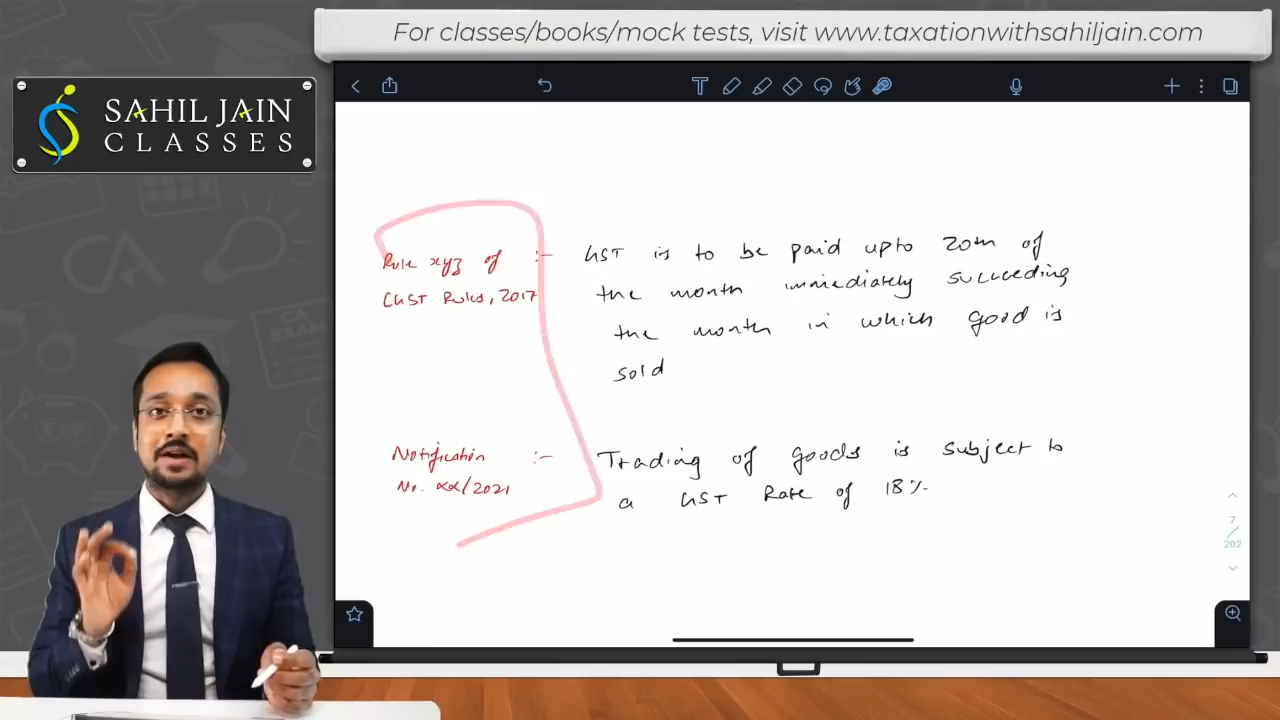 For classes/books/mock tests, visit www.taxationwithsahiljain.com
SAHIL JAIN
CLASSES
T
Rule xyz of :- GST is to be paid upto 20th of
CGST Rules, 2017 the month immediately succeeding
the month in which good is
sold
Notification :- Trading of goods is subject to
No. xx/2021 a GST Rate of 18%
7
/
202